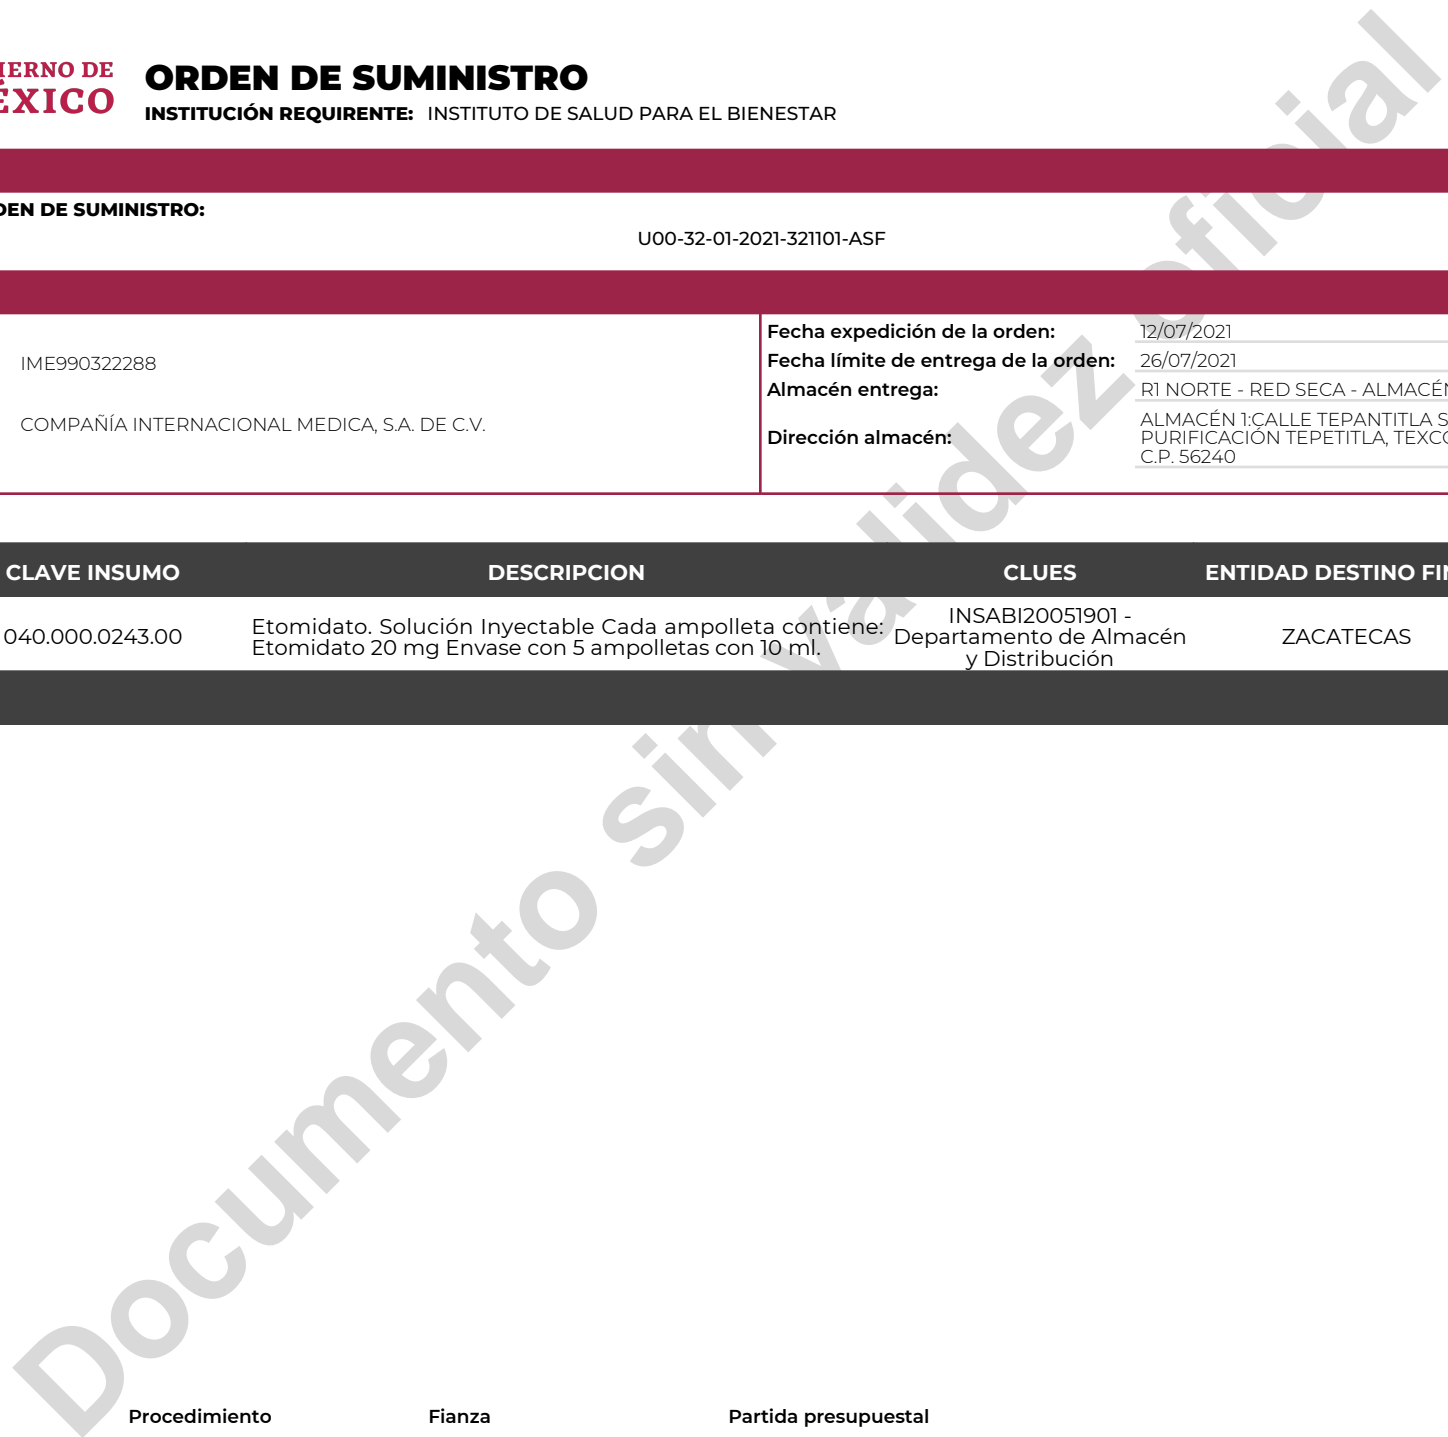 IERNO DE
ÉXICO
ORDEN DE SUMINISTRO
INSTITUCIÓN REQUIRENTE: INSTITUTO DE SALUD PARA EL BIENESTAR
DEN DE SUMINISTRO:
U00-32-01-2021-321101-ASF
IME990322288
COMPAÑÍA INTERNACIONAL MEDICA, S.A. DE C.V.
Fecha expedición de la orden: 12/07/2021
Fecha límite de entrega de la orden: 26/07/2021
Almacén entrega: R1 NORTE - RED SECA - ALMACÉN
Dirección almacén: ALMACÉN 1:CALLE TEPANTITLA S
PURIFICACIÓN TEPETITLA, TEXCO
C.P. 56240
CLAVE INSUMO DESCRIPCION CLUES ENTIDAD DESTINO FIN
040.000.0243.00
Etomidato. Solución Inyectable Cada ampolleta contiene:
Etomidato 20 mg Envase con 5 ampolletas con 10 ml.
INSABI20051901 -
Departamento de Almacén
y Distribución
ZACATECAS
Documento sin validez oficial
Procedimiento Fianza Partida presupuestal